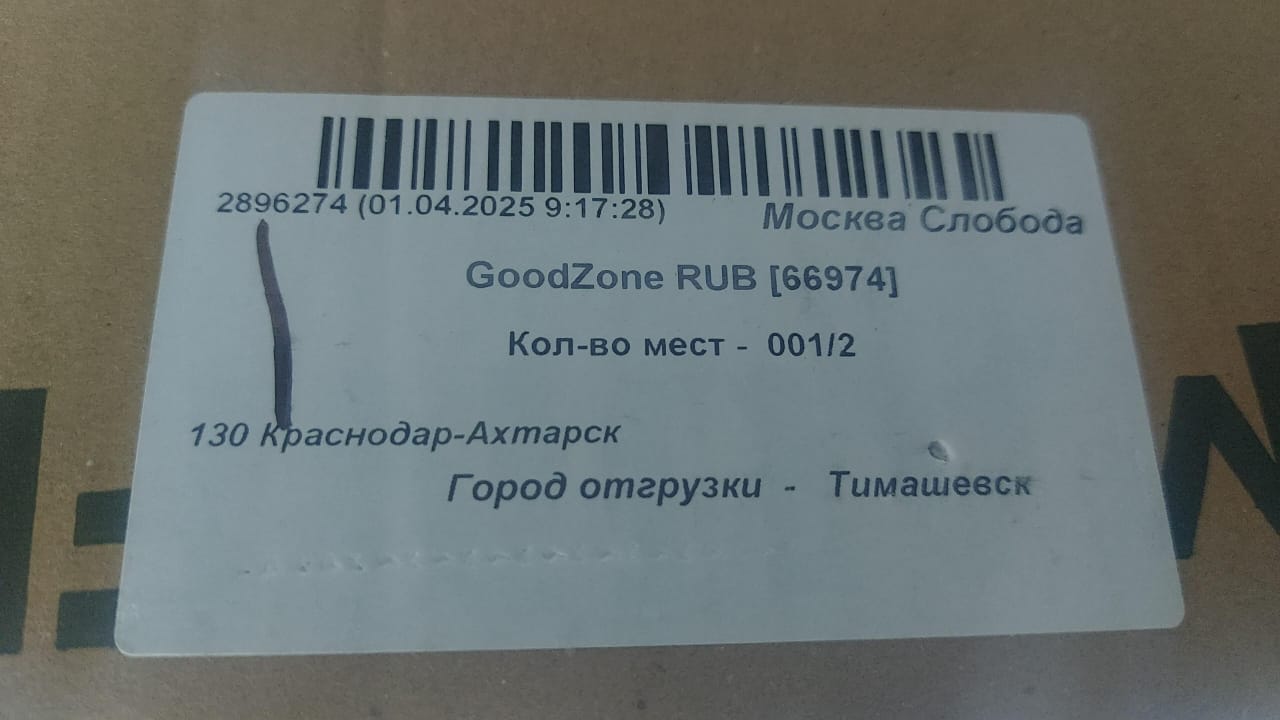 2896274 (01.04.2025 9:17:28)
Москва Слобода
GoodZone RUB [66974]
Кол-во мест - 001/2
130 Краснодар-Ахтарск
Город отгрузки - Тимашевск